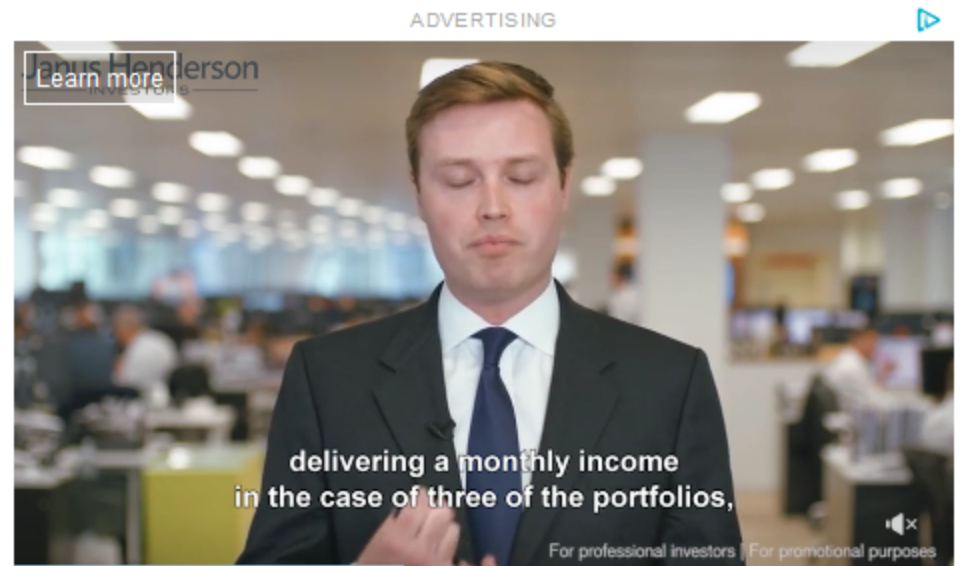 ADVERTISING
Janus Henderson
Learn more
INVESTORS
delivering a monthly income
in the case of three of the portfolios,
For professional investors | For promotional purposes